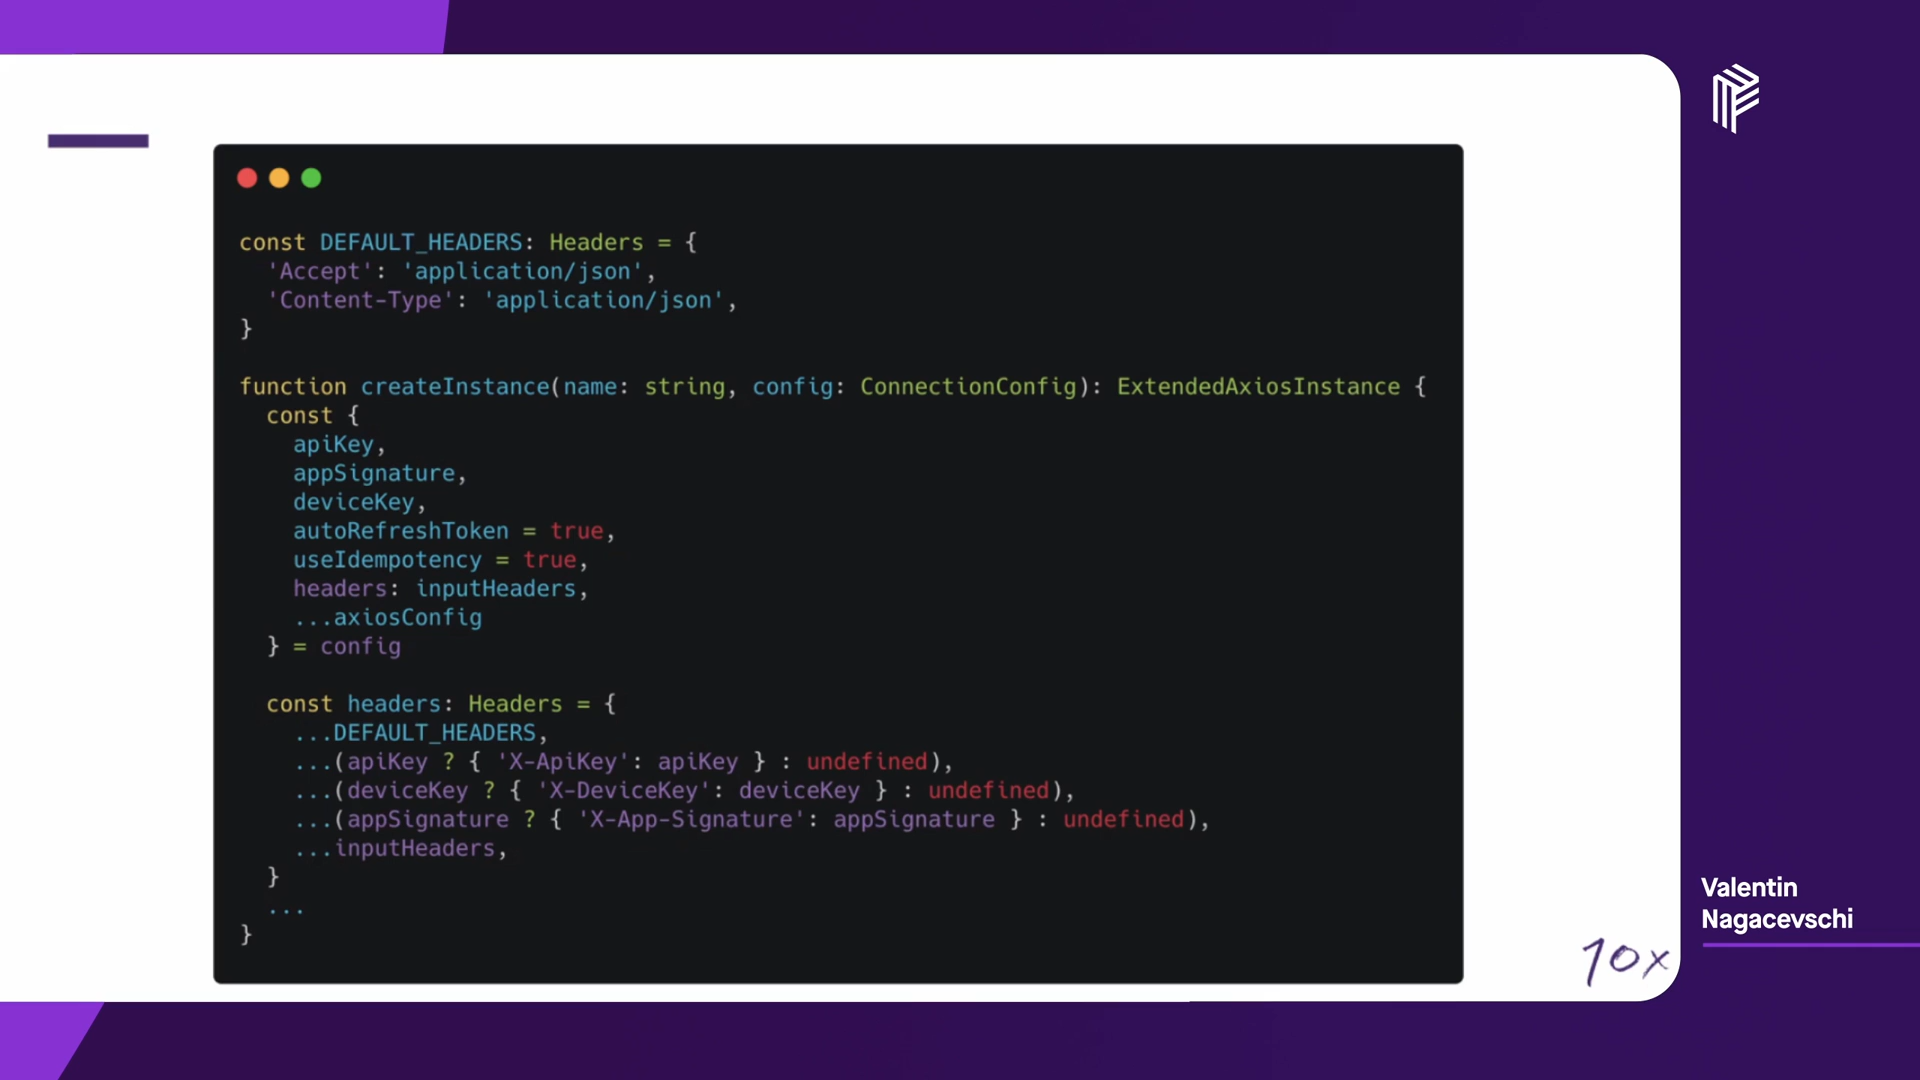 const DEFAULT_HEADERS: Headers = {
  'Accept': 'application/json',
  'Content-Type': 'application/json',
}

function createInstance(name: string, config: ConnectionConfig): ExtendedAxiosInstance {
  const {
    apiKey,
    appSignature,
    deviceKey,
    autoRefreshToken = true,
    useIdempotency = true,
    headers: inputHeaders,
    ...axiosConfig
  } = config

  const headers: Headers = {
    ...DEFAULT_HEADERS,
    ...(apiKey ? { 'X-ApiKey': apiKey } : undefined),
    ...(deviceKey ? { 'X-DeviceKey': deviceKey } : undefined),
    ...(appSignature ? { 'X-App-Signature': appSignature } : undefined),
    ...inputHeaders,
  }
  ...
}
Valentin
Nagacevschi
10x